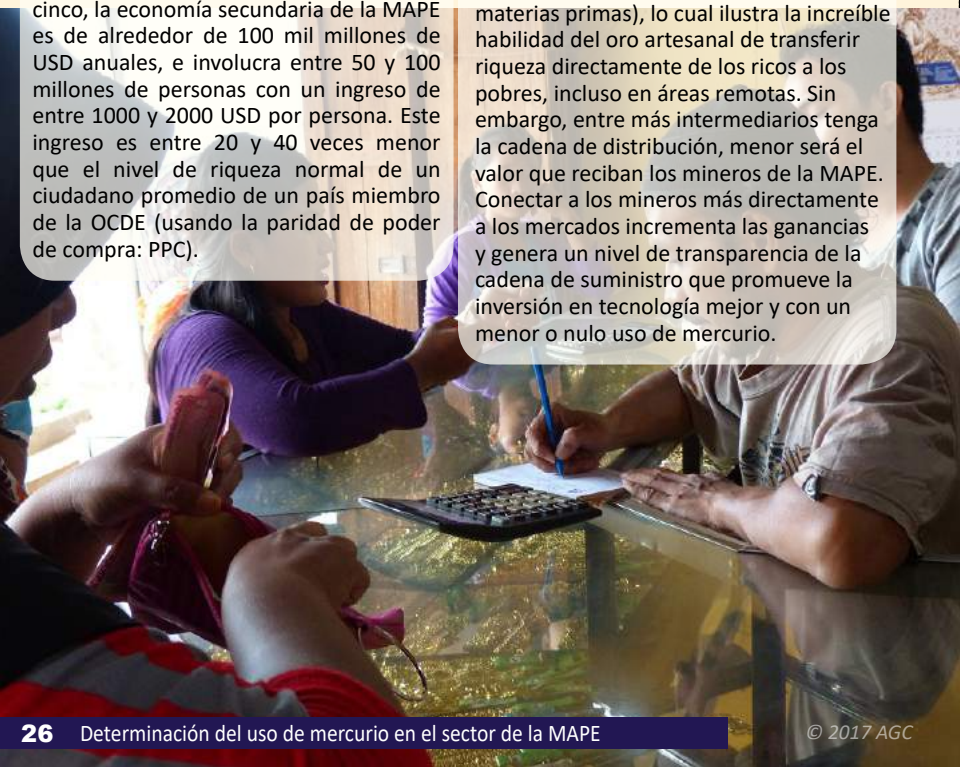 cinco, la economía secundaria de la MAPE
es de alrededor de 100 mil millones de
USD anuales, e involucra entre 50 y 100
millones de personas con un ingreso de
entre 1000 y 2000 USD por persona. Este
ingreso es entre 20 y 40 veces menor
que el nivel de riqueza normal de un
ciudadano promedio de un país miembro
de la OCDE (usando la paridad de poder
de compra: PPC).
materias primas), lo cual ilustra la increíble
habilidad del oro artesanal de transferir
riqueza directamente de los ricos a los
pobres, incluso en áreas remotas. Sin
embargo, entre más intermediarios tenga
la cadena de distribución, menor será el
valor que reciban los mineros de la MAPE.
Conectar a los mineros más directamente
a los mercados incrementa las ganancias
y genera un nivel de transparencia de la
cadena de suministro que promueve la
inversión en tecnología mejor y con un
menor o nulo uso de mercurio.
26 Determinación del uso de mercurio en el sector de la MAPE
© 2017 AGC